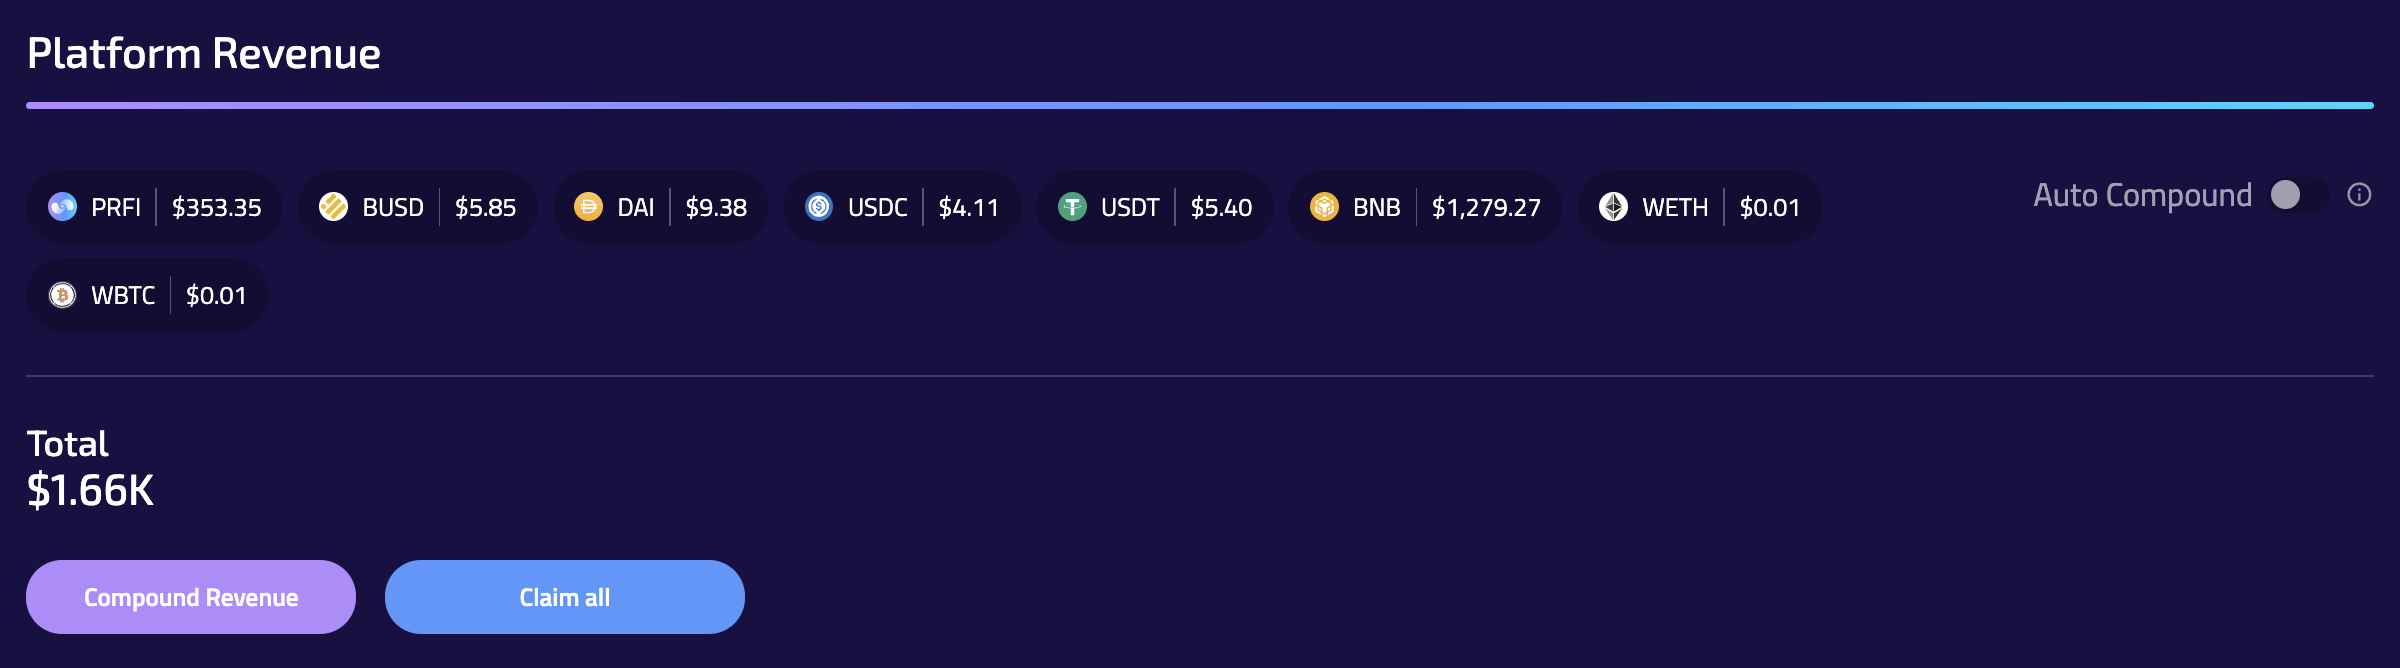 Platform Revenue
PRFI $353.35 BUSD $5.85 DAI $9.38 USDC $4.11 USDT $5.40 BNB $1,279.27 WETH $0.01 Auto Compound
WBTC $0.01
Total
$1.66K
Compound Revenue Claim all